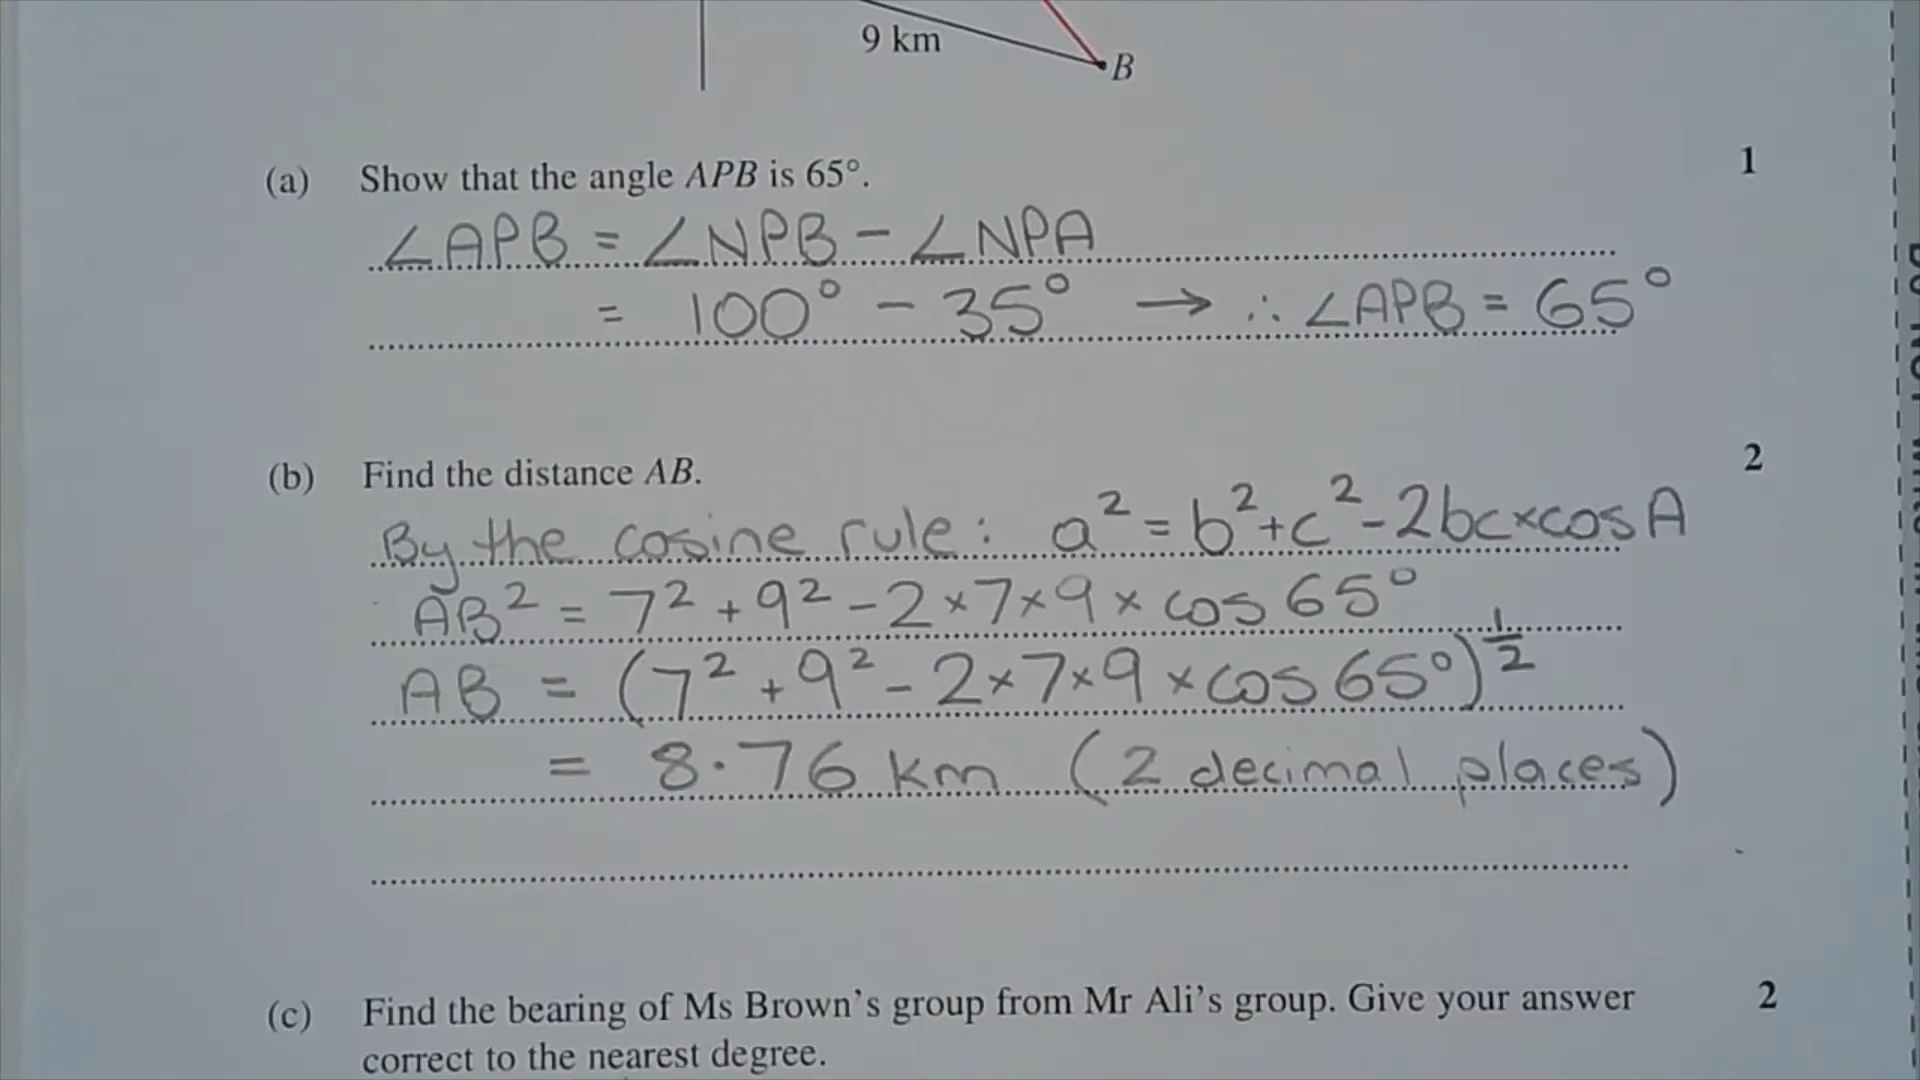 9 km
B
(a) Show that the angle APB is 65°. 1
∠APB = ∠NPB − ∠NPA
= 100° − 35° → ∴ ∠APB = 65°
(b) Find the distance AB. 2
By the cosine rule: a² = b²+c²−2bc×cosA
AB² = 7² + 9² − 2×7×9 × cos 65°
AB = (7² + 9² − 2×7×9 × cos 65°)^½
= 8.76 km (2 decimal places)
(c) Find the bearing of Ms Brown's group from Mr Ali's group. Give your answer 2
correct to the nearest degree.